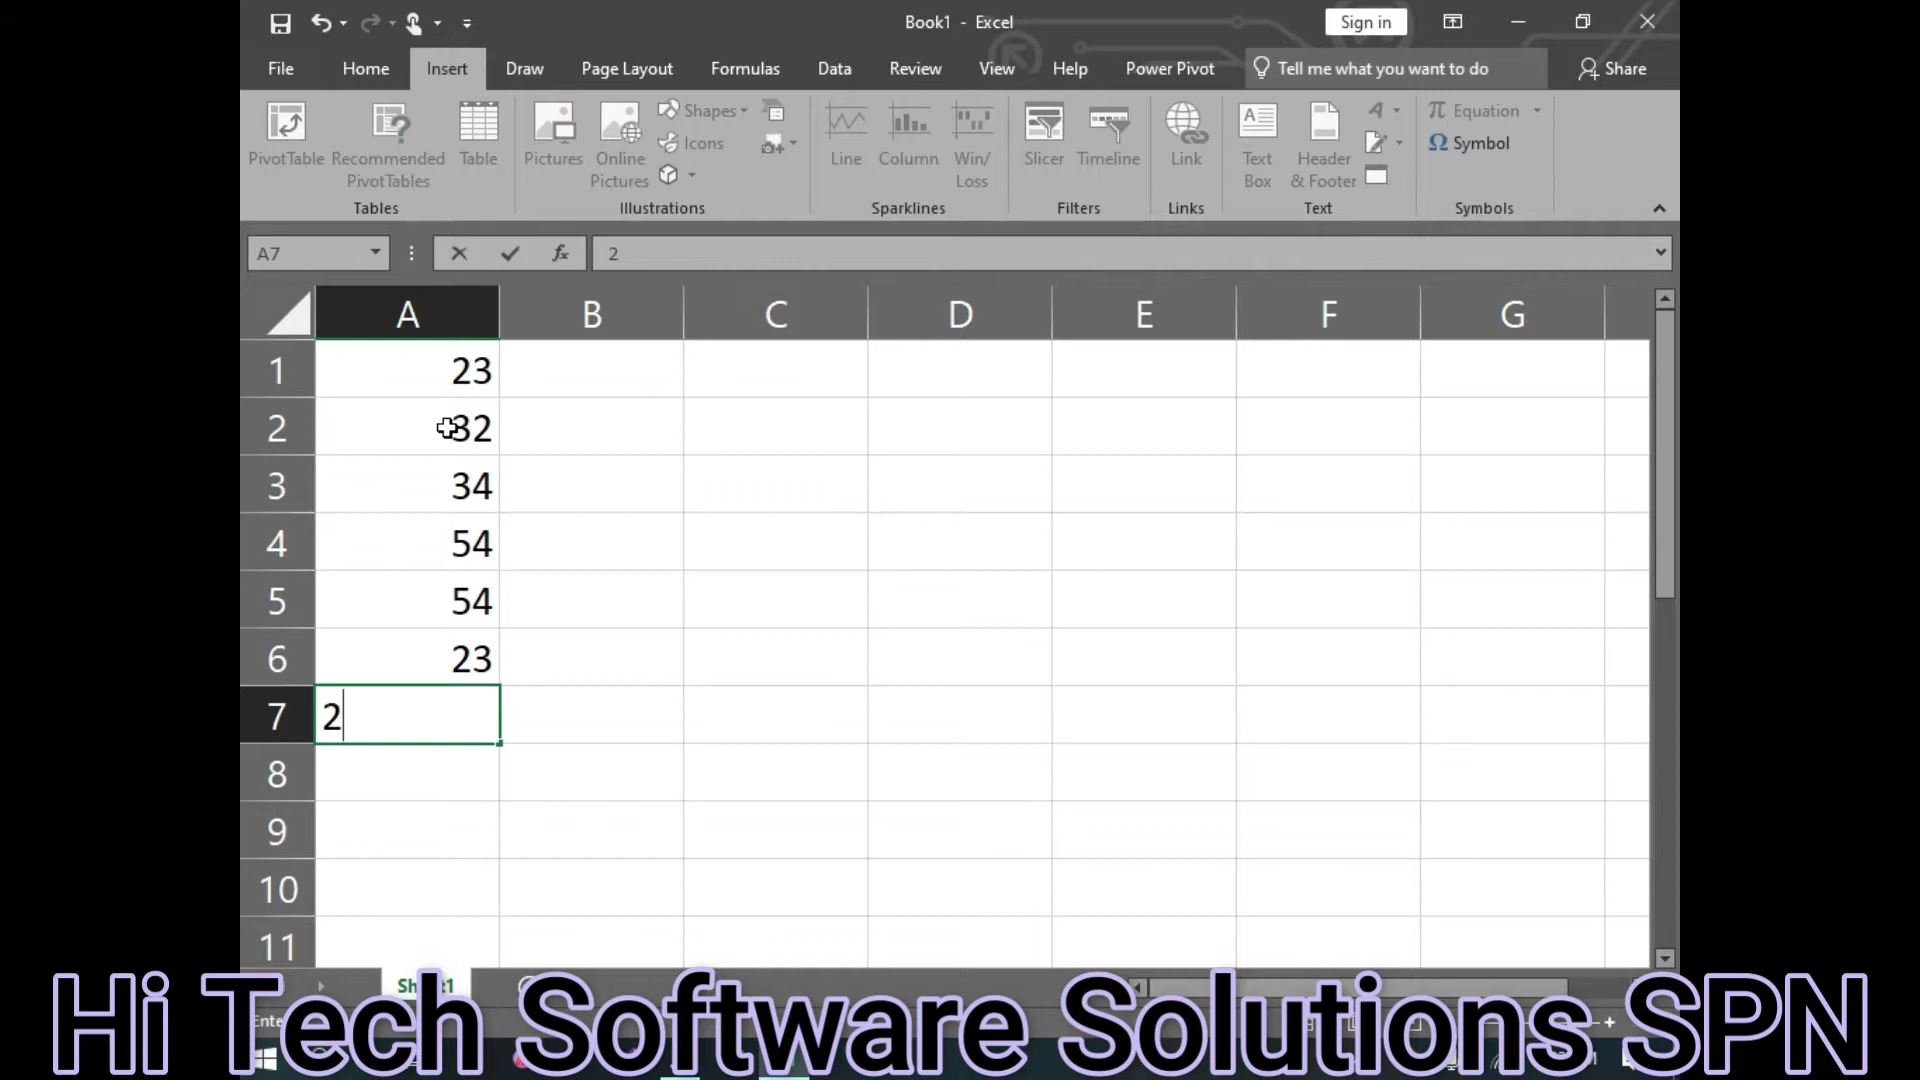 Book1 - Excel
Sign in
File Home Insert Draw Page Layout Formulas Data Review View Help Power Pivot Tell me what you want to do Share
PivotTable
Recommended PivotTables
Table
Pictures
Online Pictures
Shapes
Icons
Line
Column
Win/ Loss
Slicer
Timeline
Link
Text Box
Header & Footer
Equation
Symbol
Tables Illustrations Sparklines Filters Links Text Symbols
A7 fx 2
A B C D E F G
1 23
2 32
3 34
4 54
5 54
6 23
7 2
8
9
10
11
Hi Tech Software Solutions SPN